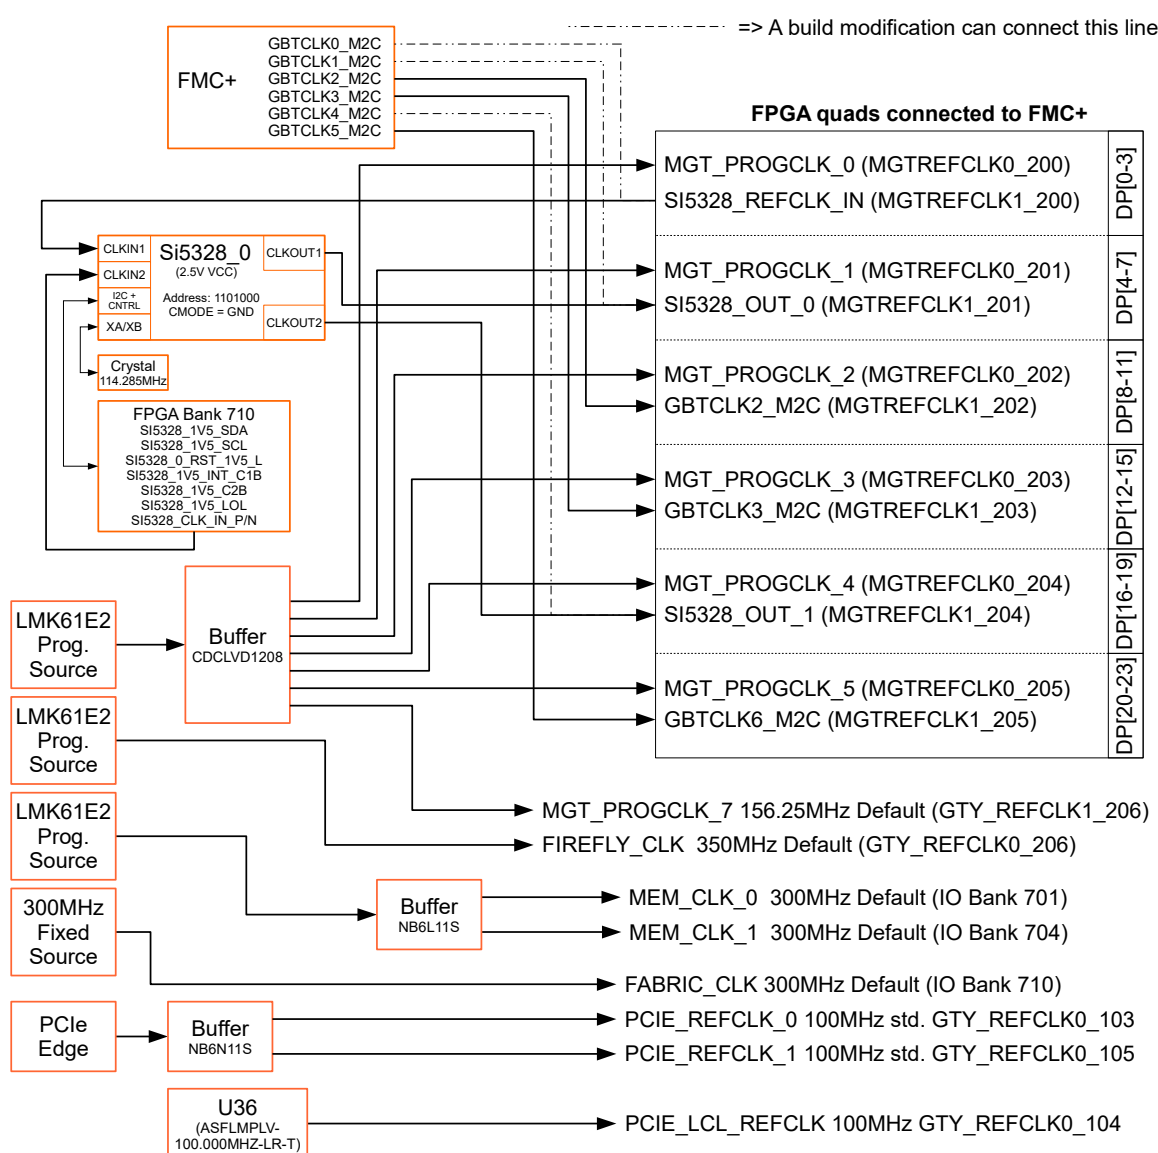 => A build modification can connect this line
FMC+
GBTCLK0_M2C
GBTCLK1_M2C
GBTCLK2_M2C
GBTCLK3_M2C
GBTCLK4_M2C
GBTCLK5_M2C
FPGA quads connected to FMC+
MGT_PROGCLK_0 (MGTREFCLK0_200)
SI5328_REFCLK_IN (MGTREFCLK1_200)
DP[0-3]
MGT_PROGCLK_1 (MGTREFCLK0_201)
SI5328_OUT_0 (MGTREFCLK1_201)
DP[4-7]
MGT_PROGCLK_2 (MGTREFCLK0_202)
GBTCLK2_M2C (MGTREFCLK1_202)
DP[8-11]
MGT_PROGCLK_3 (MGTREFCLK0_203)
GBTCLK3_M2C (MGTREFCLK1_203)
DP[12-15]
MGT_PROGCLK_4 (MGTREFCLK0_204)
SI5328_OUT_1 (MGTREFCLK1_204)
DP[16-19]
MGT_PROGCLK_5 (MGTREFCLK0_205)
GBTCLK6_M2C (MGTREFCLK1_205)
DP[20-23]
CLKIN1
CLKIN2
I2C +
CNTRL
XA/XB
Si5328_0
(2.5V VCC)
Address: 1101000
CMODE = GND
CLKOUT1
CLKOUT2
Crystal
114.285MHz
FPGA Bank 710
SI5328_1V5_SDA
SI5328_1V5_SCL
SI5328_0_RST_1V5_L
SI5328_1V5_INT_C1B
SI5328_1V5_C2B
SI5328_1V5_LOL
SI5328_CLK_IN_P/N
LMK61E2
Prog.
Source
Buffer
CDCLVD1208
LMK61E2
Prog.
Source
LMK61E2
Prog.
Source
MGT_PROGCLK_7 156.25MHz Default (GTY_REFCLK1_206)
FIREFLY_CLK 350MHz Default (GTY_REFCLK0_206)
Buffer
NB6L11S
MEM_CLK_0 300MHz Default (IO Bank 701)
MEM_CLK_1 300MHz Default (IO Bank 704)
300MHz
Fixed
Source
FABRIC_CLK 300MHz Default (IO Bank 710)
PCIe
Edge
Buffer
NB6N11S
PCIE_REFCLK_0 100MHz std. GTY_REFCLK0_103
PCIE_REFCLK_1 100MHz std. GTY_REFCLK0_105
U36
(ASFLMPLV-
100.000MHZ-LR-T)
PCIE_LCL_REFCLK 100MHz GTY_REFCLK0_104